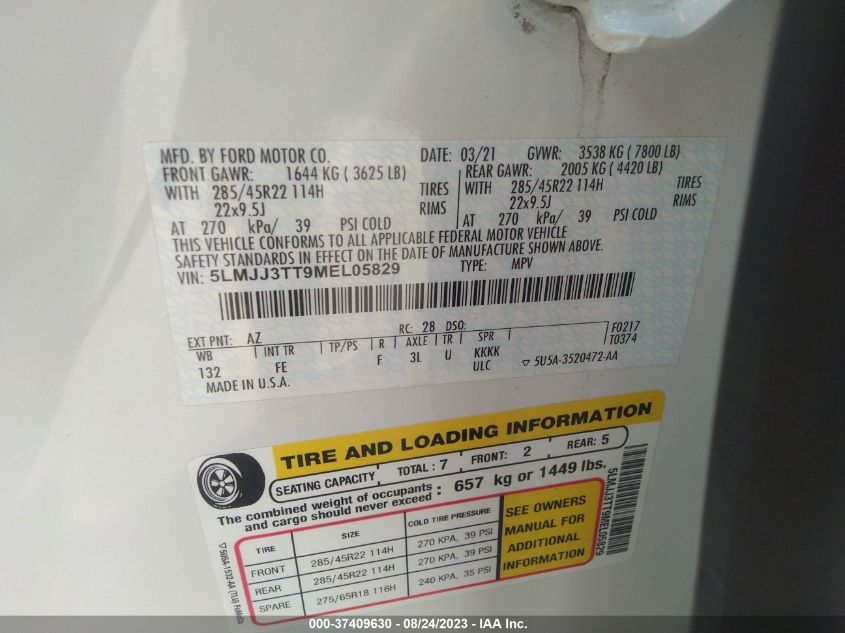 MFD. BY FORD MOTOR CO. DATE: 03/21 GVWR: 3538 KG ( 7800 LB)
FRONT GAWR: 1644 KG ( 3625 LB) REAR GAWR: 2005 KG ( 4420 LB)
WITH 285/45R22 114H TIRES WITH 285/45R22 114H TIRES
22x9.5J RIMS 22x9.5J RIMS
AT 270 kPa/ 39 PSI COLD AT 270 kPa/ 39 PSI COLD
THIS VEHICLE CONFORMS TO ALL APPLICABLE FEDERAL MOTOR VEHICLE
SAFETY STANDARDS IN EFFECT ON THE DATE OF MANUFACTURE SHOWN ABOVE.
VIN: 5LMJJ3TT9MEL05829 TYPE: MPV
EXT PNT: AZ RC: 28 DSO: F0217
WB INT TR TP/PS R AXLE TR SPR T0374
132 FE F 3L U KKKK
ULC ▽ 5U5A-3520472-AA
MADE IN U.S.A.
TIRE AND LOADING INFORMATION
SEATING CAPACITY TOTAL : 7 FRONT: 2 REAR: 5
The combined weight of occupants
and cargo should never exceed : 657 kg or 1449 lbs.
TIRE SIZE COLD TIRE PRESSURE
FRONT 285/45R22 114H 270 KPA, 39 PSI
REAR 285/45R22 114H 270 KPA, 39 PSI
SPARE 275/65R18 116H 240 KPA, 35 PSI
SEE OWNERS
MANUAL FOR
ADDITIONAL
INFORMATION
5LMJJ3TT9MEL05829
▽ 5U5A-1532-AA (TLU) FoMoCo
000-37409630 - 08/24/2023 - IAA Inc.